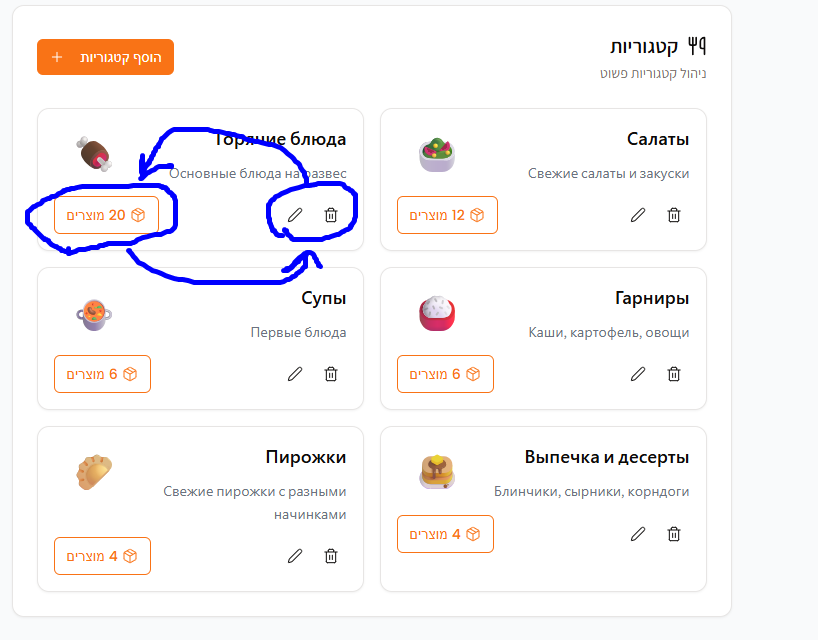 קטגוריות
ניהול קטגוריות פשוט
הוסף קטגוריות +
Салаты
Свежие салаты и закуски
12 מוצרים
Горячие блюда
Основные блюда на развес
20 מוצרים
Гарниры
Каши, картофель, овощи
6 מוצרים
Супы
Первые блюда
6 מוצרים
Выпечка и десерты
Блинчики, сырники, корндоги
4 מוצרים
Пирожки
Свежие пирожки с разными
начинками
4 מוצרים